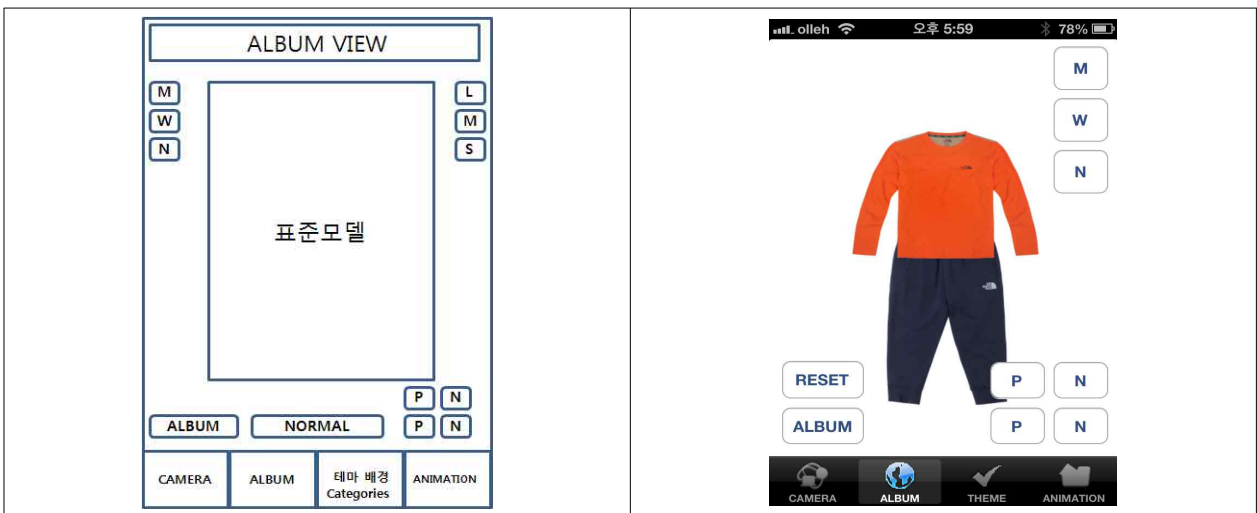 ALBUM VIEW
M
W
N
L
M
S
표준모델
P N
ALBUM NORMAL P N
CAMERA ALBUM 테마 배경 ANIMATION
Categories
olleh 오후 5:59 78%
M
W
N
RESET P N
ALBUM P N
CAMERA ALBUM THEME ANIMATION